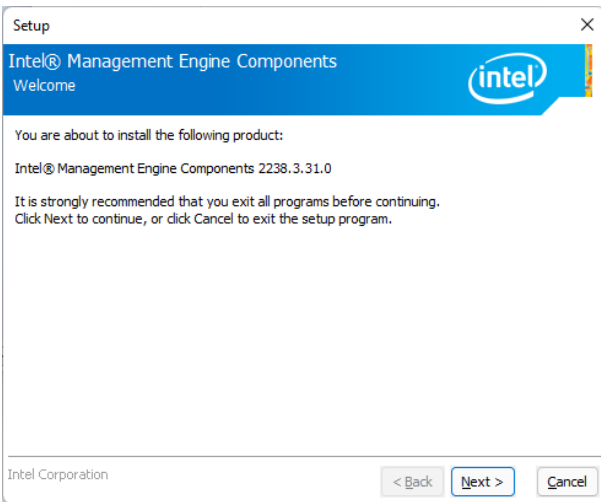 Setup
Intel® Management Engine Components
Welcome
intel
You are about to install the following product:
Intel® Management Engine Components 2238.3.31.0
It is strongly recommended that you exit all programs before continuing.
Click Next to continue, or click Cancel to exit the setup program.
Intel Corporation
< Back Next > Cancel